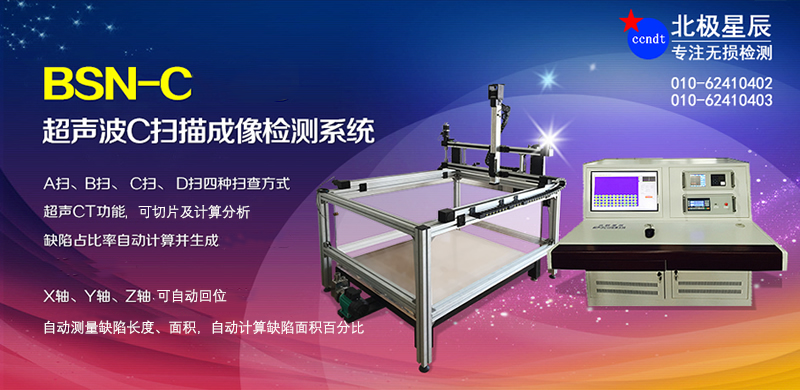 ccndt
北极星辰
专注无损检测
010-62410402
010-62410403
BSN-C
超声波C扫描成像检测系统
A扫、B扫、C扫、D扫四种扫查方式
超声CT功能，可切片及计算分析
缺陷占比率自动计算并生成
X轴、Y轴、Z轴可自动回位
自动测量缺陷长度、面积，自动计算缺陷面积百分比